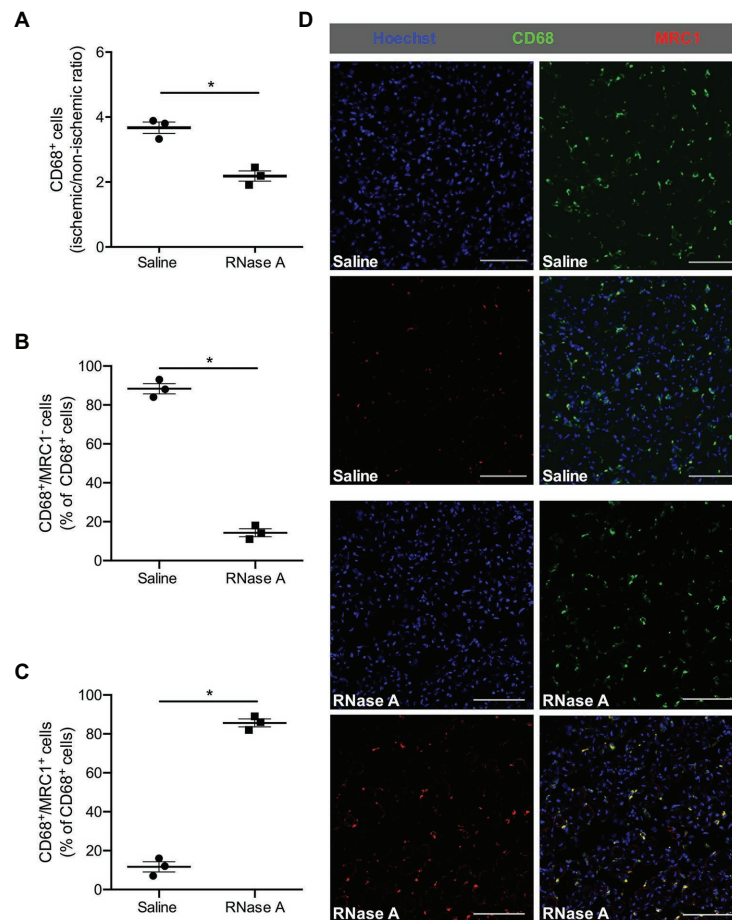 A
CD68⁺ cells
(ischemic/non-ischemic ratio)
6
4
2
0
*
Saline
RNase A
B
CD68⁺/MRC1⁻ cells
(% of CD68⁺ cells)
100
80
60
40
20
0
*
Saline
RNase A
C
CD68⁺/MRC1⁺ cells
(% of CD68⁺ cells)
100
80
60
40
20
0
*
Saline
RNase A
D
Hoechst CD68 MRC1
Saline
Saline
Saline
Saline
RNase A
RNase A
RNase A
RNase A